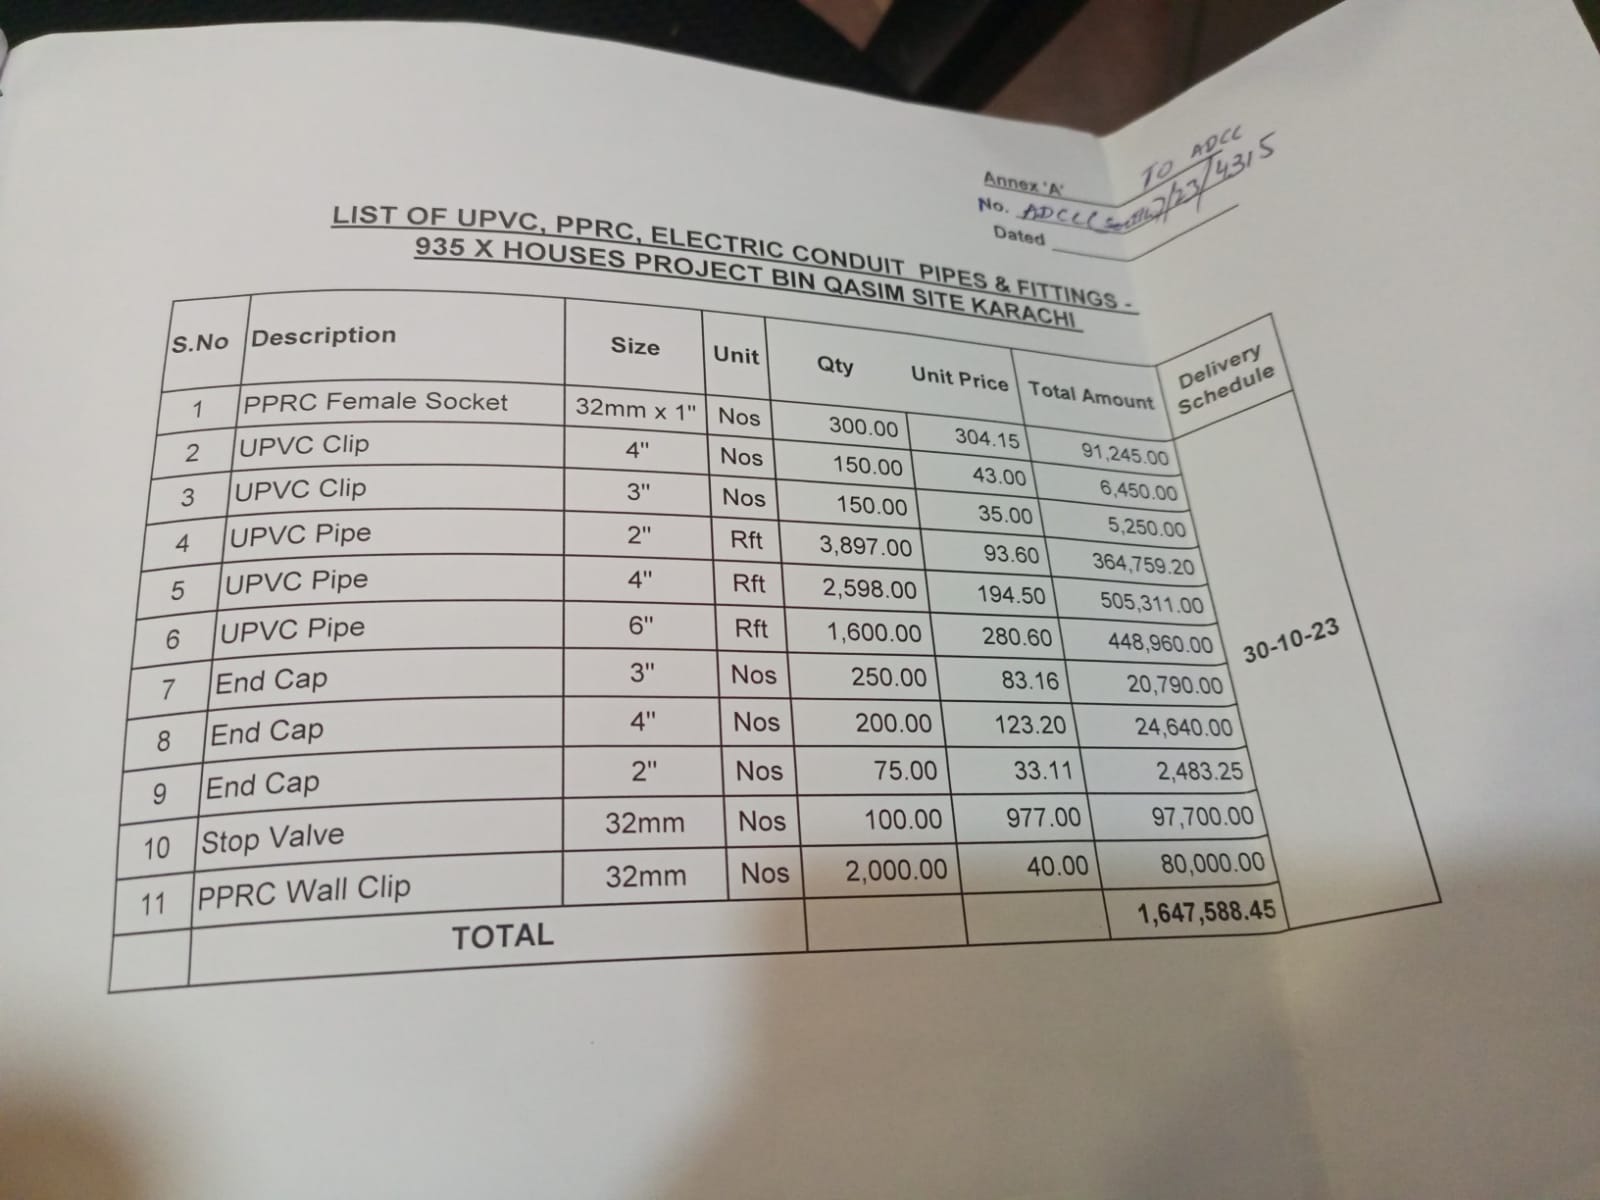 TO ADCC
Annex 'A'
No. ADCC(South)/23/4315
Dated
LIST OF UPVC, PPRC, ELECTRIC CONDUIT PIPES & FITTINGS -
935 X HOUSES PROJECT BIN QASIM SITE KARACHI
S.No Description Size Unit Qty Unit Price Total Amount Delivery Schedule
1 PPRC Female Socket 32mm x 1" Nos 300.00 304.15 91,245.00
2 UPVC Clip 4" Nos 150.00 43.00 6,450.00
3 UPVC Clip 3" Nos 150.00 35.00 5,250.00
4 UPVC Pipe 2" Rft 3,897.00 93.60 364,759.20
5 UPVC Pipe 4" Rft 2,598.00 194.50 505,311.00
6 UPVC Pipe 6" Rft 1,600.00 280.60 448,960.00 30-10-23
7 End Cap 3" Nos 250.00 83.16 20,790.00
8 End Cap 4" Nos 200.00 123.20 24,640.00
9 End Cap 2" Nos 75.00 33.11 2,483.25
10 Stop Valve 32mm Nos 100.00 977.00 97,700.00
11 PPRC Wall Clip 32mm Nos 2,000.00 40.00 80,000.00
TOTAL 1,647,588.45